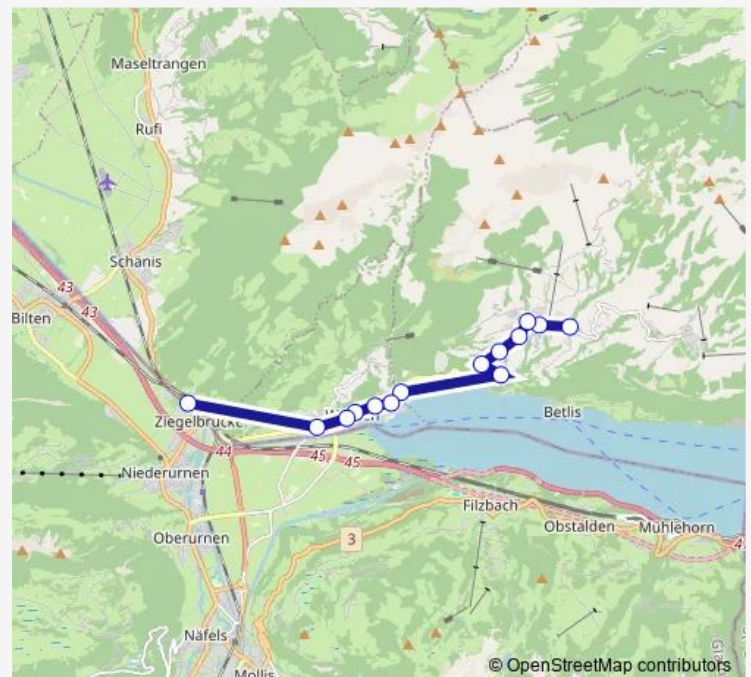 Maseltrangen
Rufi
Schänis
43
43
Bilten
Ziegelbrücke
Betlis
44
45
45
Niederurnen
Filzbach
Obstalden
Mühlehorn
Oberurnen
3
Näfels
Mollis
© OpenStreetMap contributors